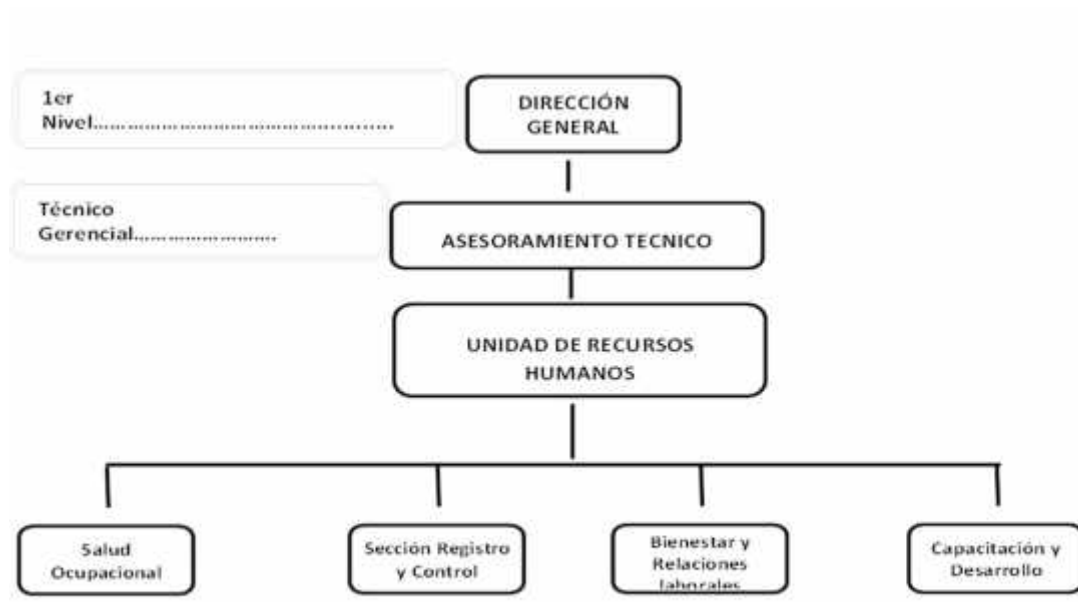 1er
Nivel.................................................
DIRECCIÓN
GENERAL
Técnico
Gerencial.........................
ASESORAMIENTO TECNICO
UNIDAD DE RECURSOS
HUMANOS
Salud
Ocupacional
Sección Registro
y Control
Bienestar y
Relaciones
laborales
Capacitación y
Desarrollo